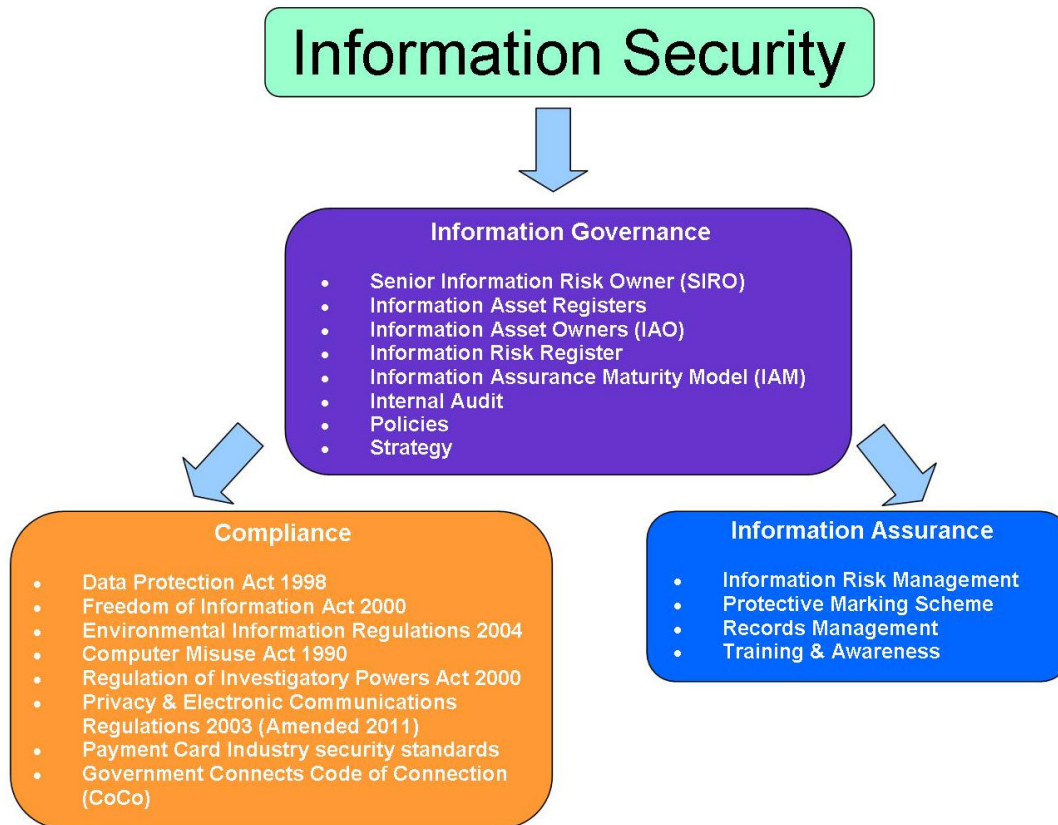 Information Security
Information Governance
• Senior Information Risk Owner (SIRO)
• Information Asset Registers
• Information Asset Owners (IAO)
• Information Risk Register
• Information Assurance Maturity Model (IAM)
• Internal Audit
• Policies
• Strategy
Compliance
• Data Protection Act 1998
• Freedom of Information Act 2000
• Environmental Information Regulations 2004
• Computer Misuse Act 1990
• Regulation of Investigatory Powers Act 2000
• Privacy & Electronic Communications
Regulations 2003 (Amended 2011)
• Payment Card Industry security standards
• Government Connects Code of Connection
(CoCo)
Information Assurance
• Information Risk Management
• Protective Marking Scheme
• Records Management
• Training & Awareness